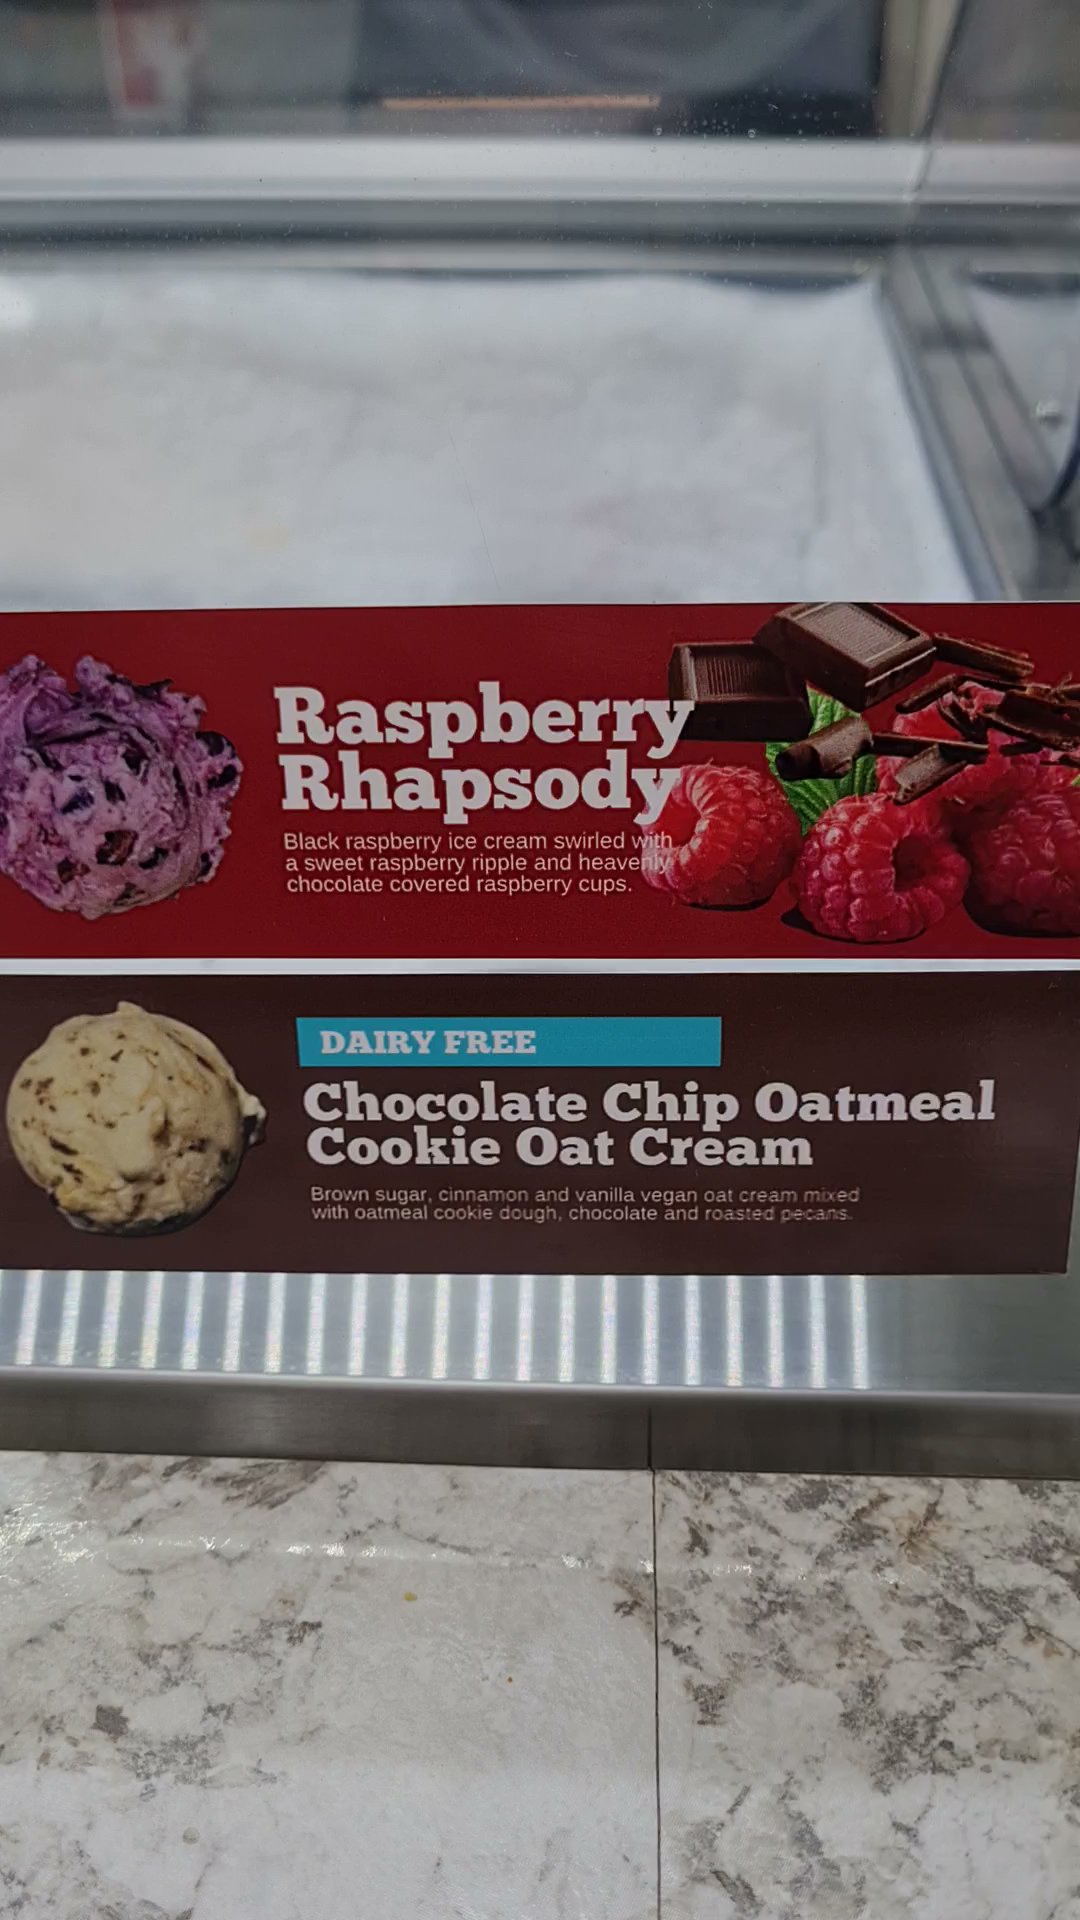 Raspberry
Rhapsody
Black raspberry ice cream swirled with
a sweet raspberry ripple and heavenly
chocolate covered raspberry cups.
DAIRY FREE
Chocolate Chip Oatmeal
Cookie Oat Cream
Brown sugar, cinnamon and vanilla vegan oat cream mixed
with oatmeal cookie dough, chocolate and roasted pecans.